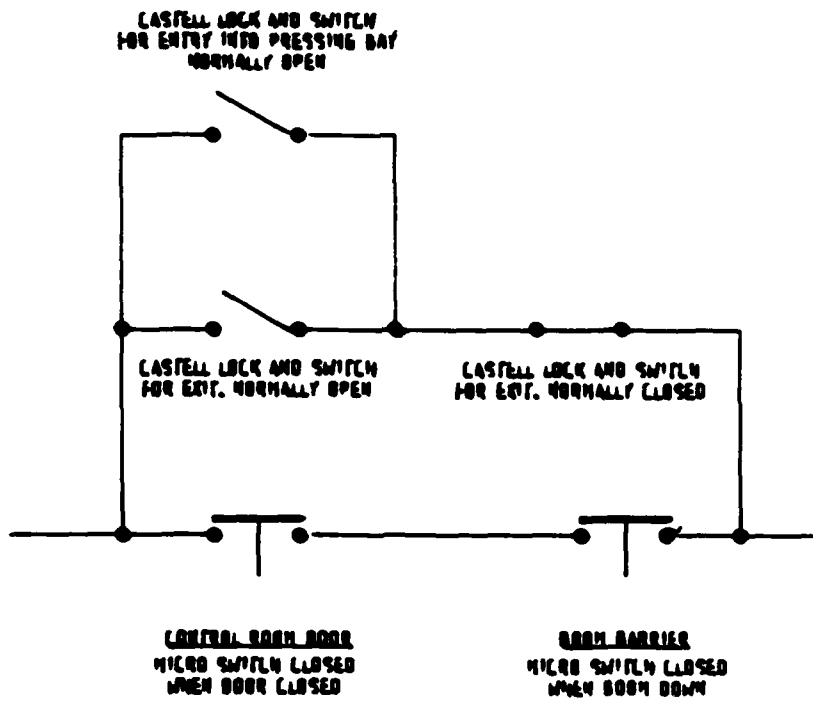 CASTELL LOCK AND SWITCH
FOR ENTRY INTO PRESSING BAY
NORMALLY OPEN
CASTELL LOCK AND SWITCH
FOR EXIT. NORMALLY OPEN
CASTELL LOCK AND SWITCH
FOR EXIT. NORMALLY CLOSED
CONTROL ROOM DOOR
MICRO SWITCH CLOSED
WHEN DOOR CLOSED
BOOM BARRIER
MICRO SWITCH CLOSED
WHEN BOOM DOWN